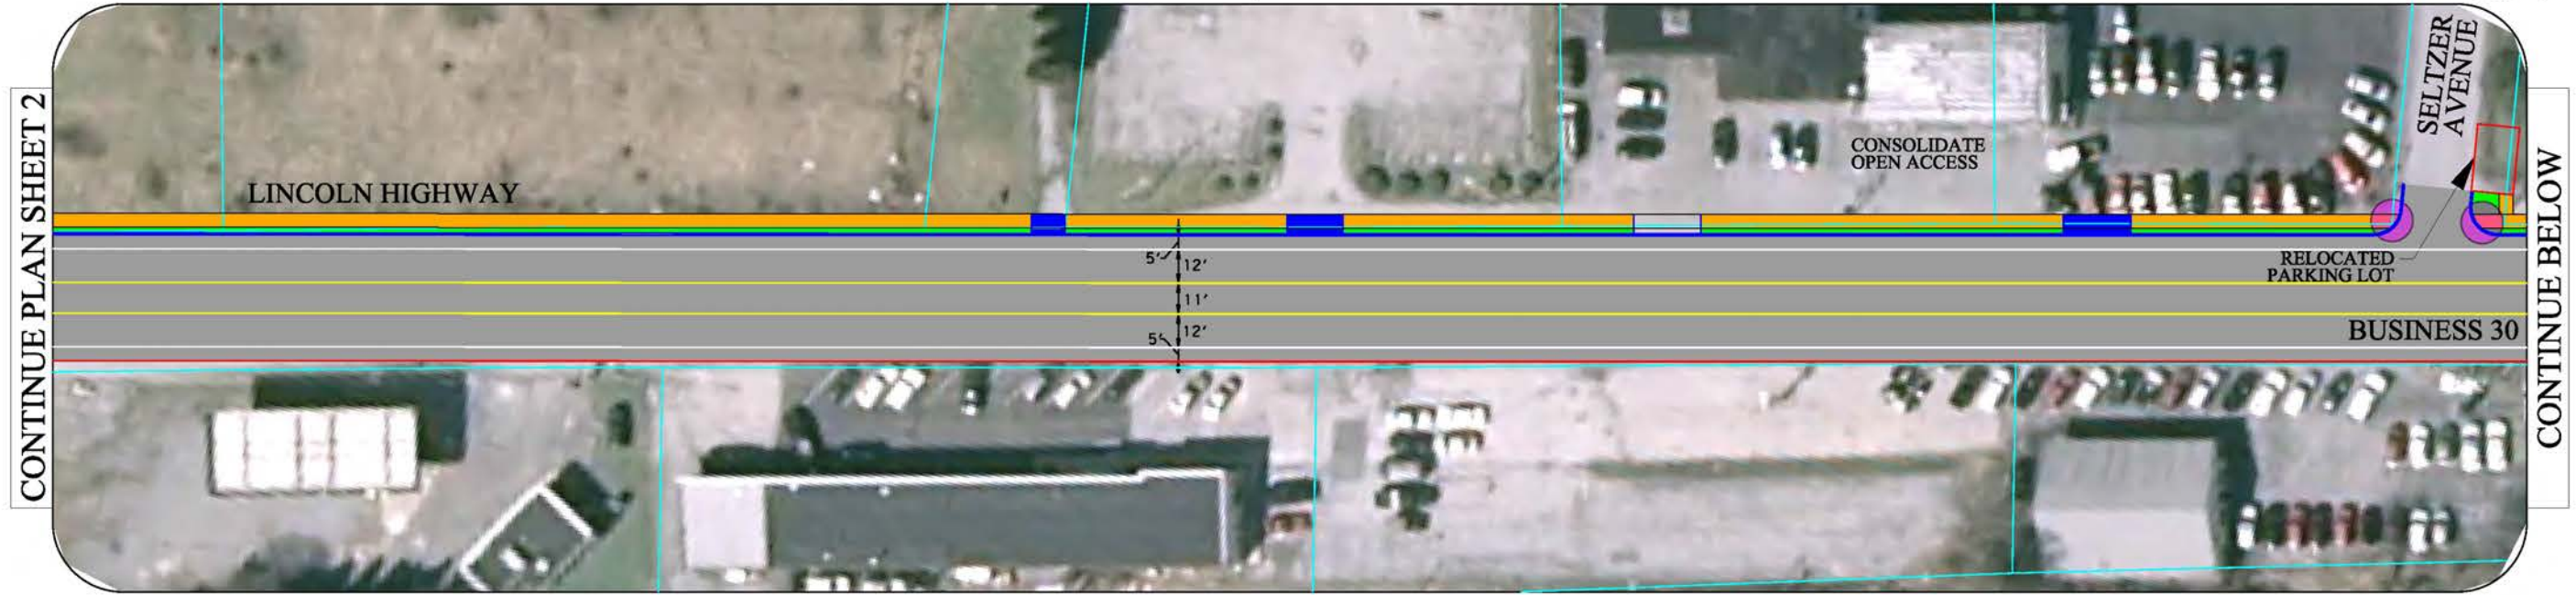 CONTINUE PLAN SHEET 2
LINCOLN HIGHWAY
CONSOLIDATE
OPEN ACCESS
SELTZER
AVENUE
5'
12'
11'
12'
5'
RELOCATED
PARKING LOT
BUSINESS 30
CONTINUE BELOW